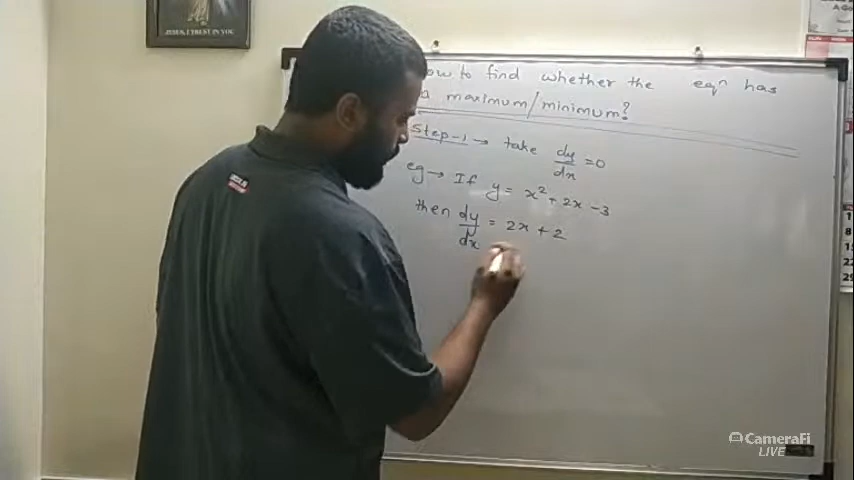 JESUS, I TRUST IN YOU
ow to find whether the eqⁿ has
a maximum/minimum?
Step-1 → take dy/dx =0
eg → If y = x² + 2x -3
then dy/dx = 2x + 2
CameraFi
LIVE